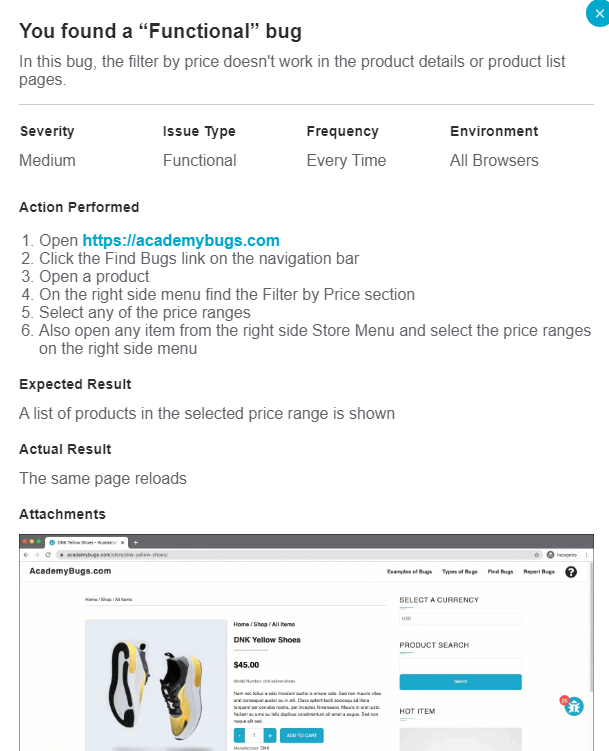 You found a “Functional” bug
In this bug, the filter by price doesn't work in the product details or product list
pages.
Severity
Issue Type
Frequency
Environment
Medium
Functional
Every Time
All Browsers
Action Performed
1. Open https://academybugs.com
2. Click the Find Bugs link on the navigation bar
3. Open a product
4. On the right side menu find the Filter by Price section
5. Select any of the price ranges
6. Also open any item from the right side Store Menu and select the price ranges
on the right side menu
Expected Result
A list of products in the selected price range is shown
Actual Result
The same page reloads
Attachments
DNK Yellow Shoes – Academy
Incognito
AcademyBugs.com
Examples of Bugs
Types of Bugs
Find Bugs
Report Bugs
?
Home / Shop / All Items
SELECT A CURRENCY
USD
Home / Shop / All Items
DNK Yellow Shoes
PRODUCT SEARCH
$45.00
Search
Model Number: dnk-yellow-shoes
HOT ITEM
- 1 + ADD TO CART
Manufacturer: DNK